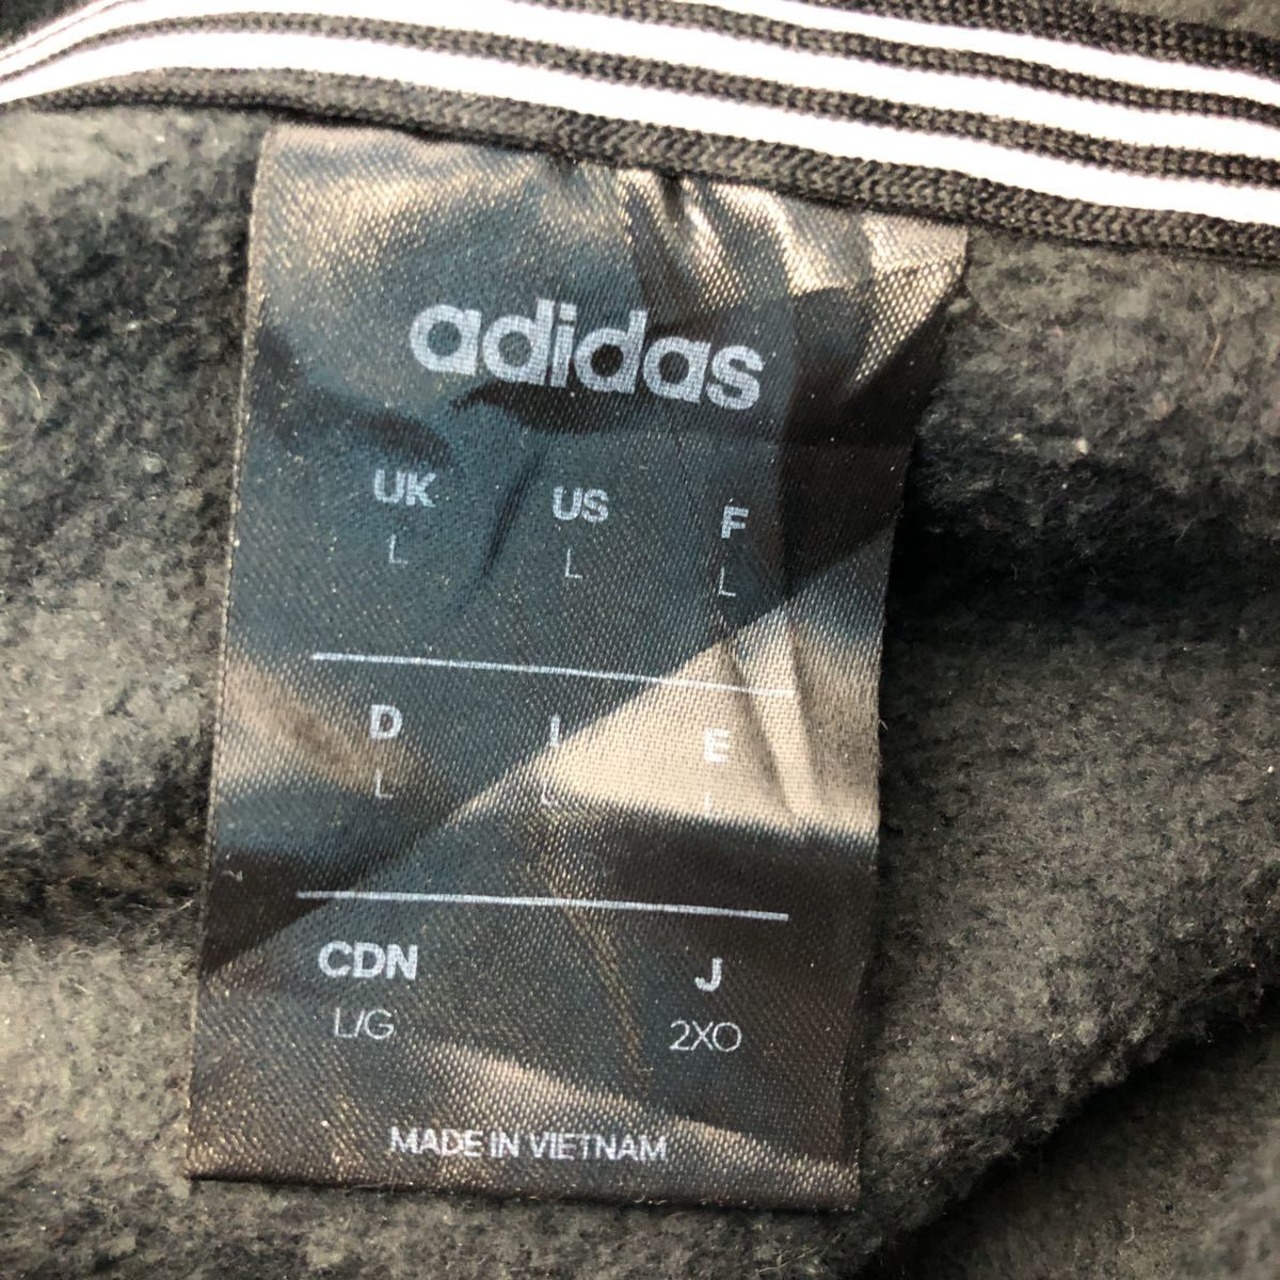 adidas
UK US F
L L L
D I E
L L L
CDN J
L/G 2XO
MADE IN VIETNAM